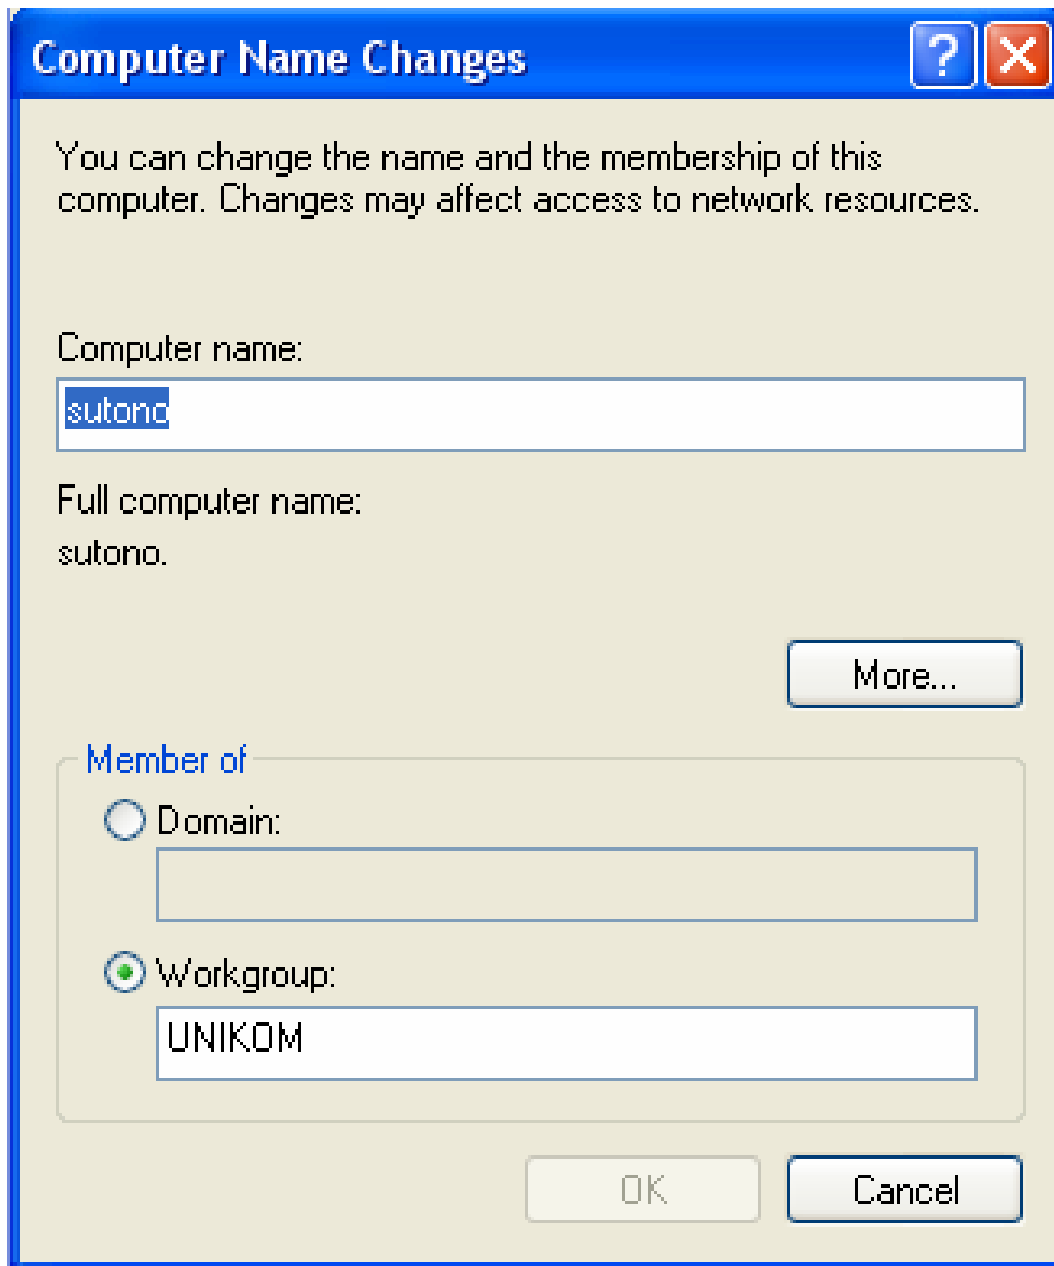 Computer Name Changes
You can change the name and the membership of this
computer. Changes may affect access to network resources.
Computer name:
sutono
Full computer name:
sutono.
More...
Member of
Domain:
Workgroup:
UNIKOM
OK
Cancel